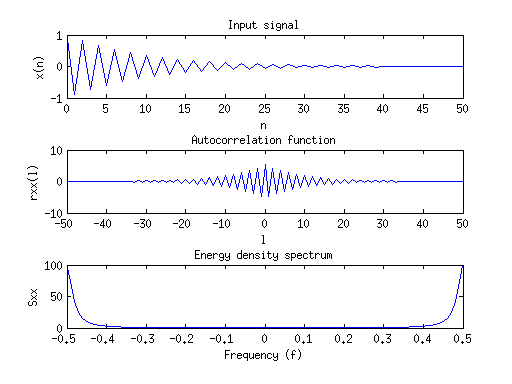 Input signal
1
0
-1
x(n)
0 5 10 15 20 25 30 35 40 45 50
n
Autocorrelation function
10
0
-10
rxx(l)
-50 -40 -30 -20 -10 0 10 20 30 40 50
l
Energy density spectrum
100
50
0
Sxx
-0.5 -0.4 -0.3 -0.2 -0.1 0 0.1 0.2 0.3 0.4 0.5
Frequency (f)